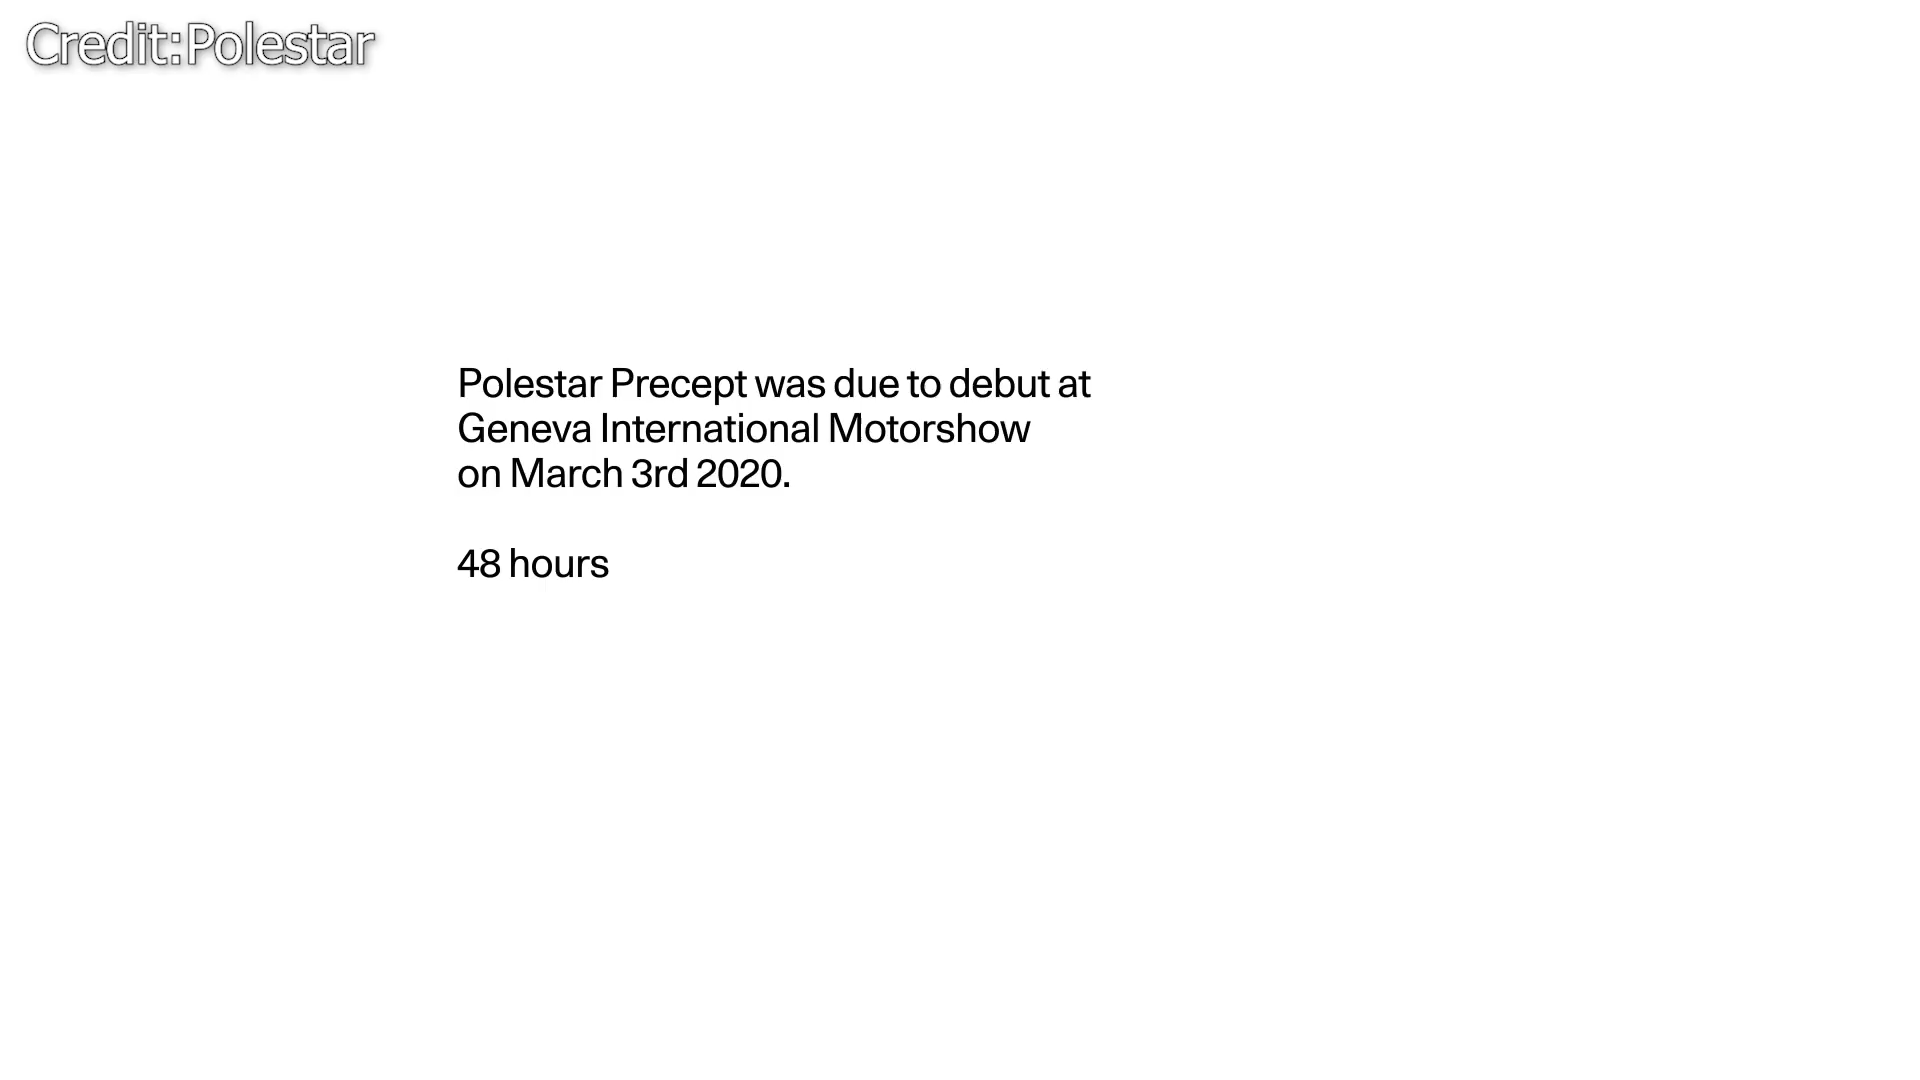 Credit:Polestar
Polestar Precept was due to debut at
Geneva International Motorshow
on March 3rd 2020.
48 hours